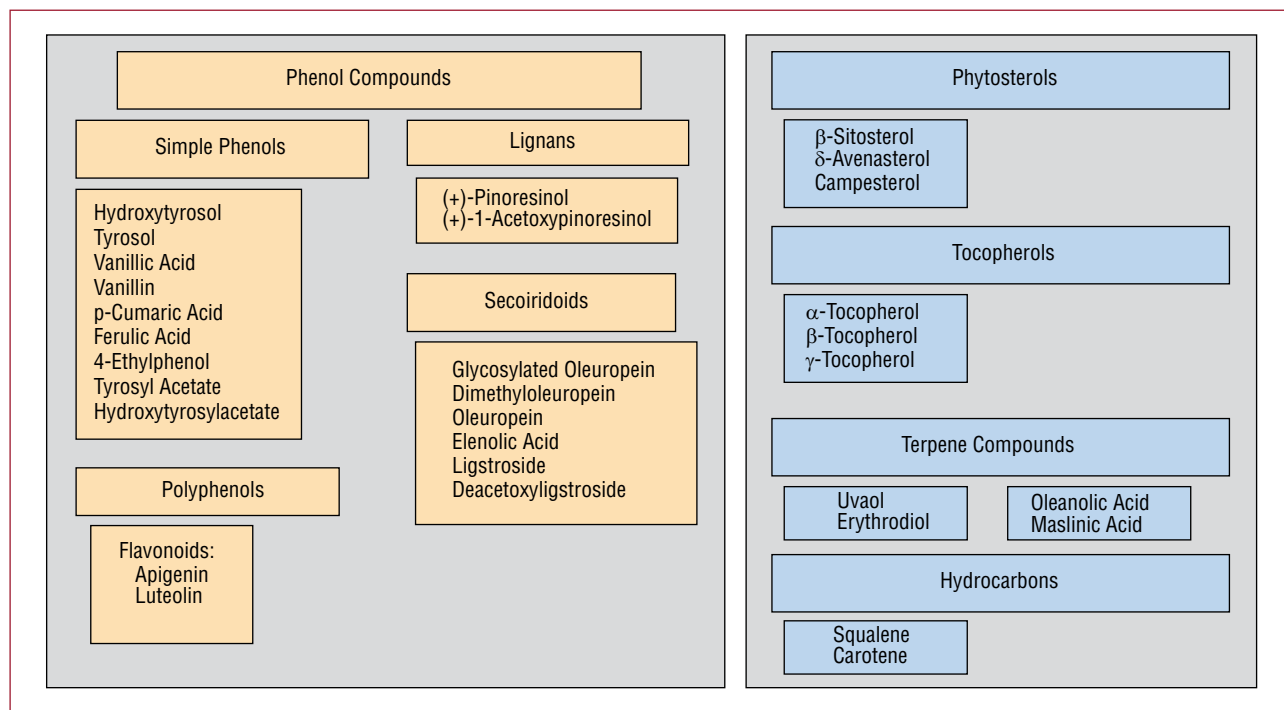 Phenol Compounds
Simple Phenols
Hydroxytyrosol
Tyrosol
Vanillic Acid
Vanillin
p-Cumaric Acid
Ferulic Acid
4-Ethylphenol
Tyrosyl Acetate
Hydroxytyrosylacetate
Polyphenols
Flavonoids:
Apigenin
Luteolin
Lignans
(+)-Pinoresinol
(+)-1-Acetoxypinoresinol
Secoiridoids
Glycosylated Oleuropein
Dimethyloleuropein
Oleuropein
Elenolic Acid
Ligstroside
Deacetoxyligstroside
Phytosterols
β-Sitosterol
δ-Avenasterol
Campesterol
Tocopherols
α-Tocopherol
β-Tocopherol
γ-Tocopherol
Terpene Compounds
Uvaol
Erythrodiol
Oleanolic Acid
Maslinic Acid
Hydrocarbons
Squalene
Carotene